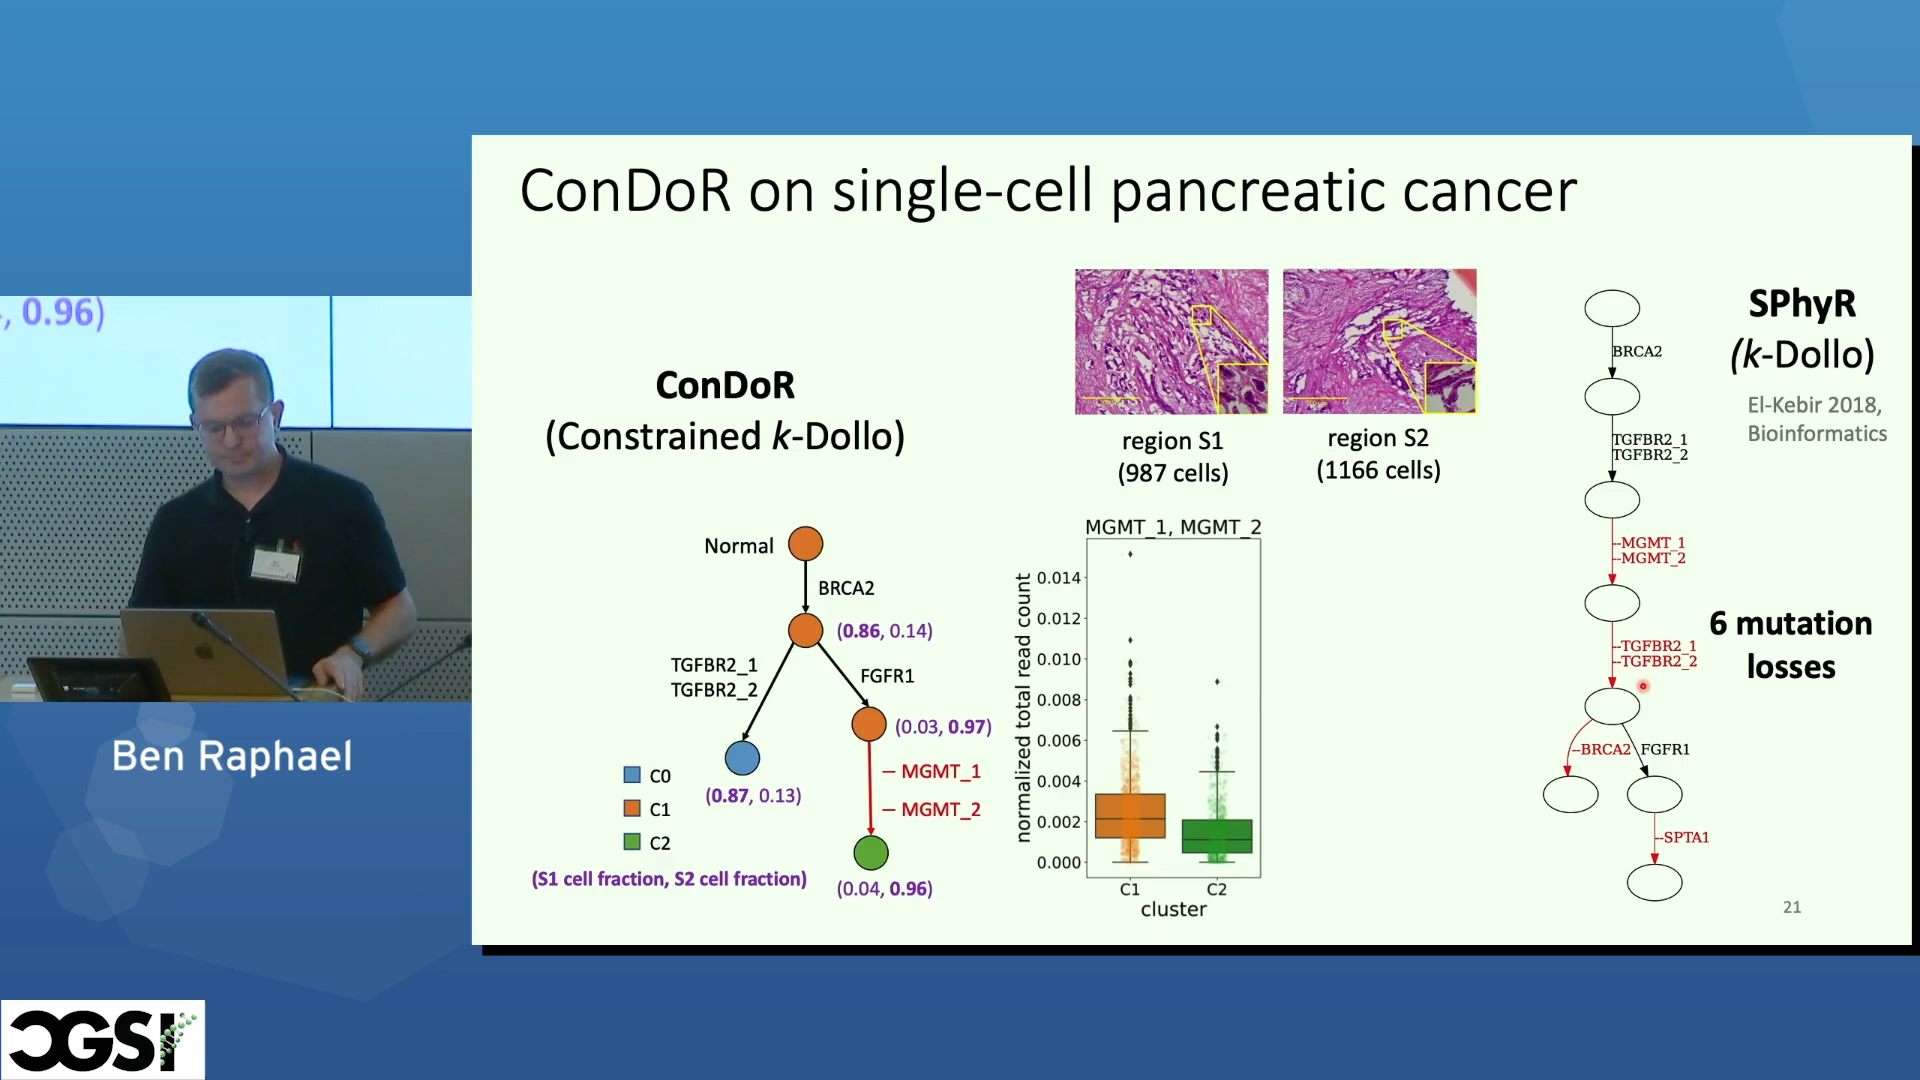 ConDoR on single-cell pancreatic cancer
, 0.96)
ConDoR
(Constrained k-Dollo)
Normal
BRCA2
(0.86, 0.14)
TGFBR2_1
TGFBR2_2
FGFR1
(0.03, 0.97)
(0.87, 0.13)
– MGMT_1
– MGMT_2
(0.04, 0.96)
C0
C1
C2
(S1 cell fraction, S2 cell fraction)
region S1
(987 cells)
region S2
(1166 cells)
MGMT_1, MGMT_2
normalized total read count
0.014
0.012
0.010
0.008
0.006
0.004
0.002
0.000
C1 C2
cluster
SPhyR
(k-Dollo)
El-Kebir 2018,
Bioinformatics
BRCA2
TGFBR2_1
TGFBR2_2
--MGMT_1
--MGMT_2
--TGFBR2_1
--TGFBR2_2
--BRCA2
FGFR1
--SPTA1
6 mutation
losses
21
Ben Raphael
CGSI